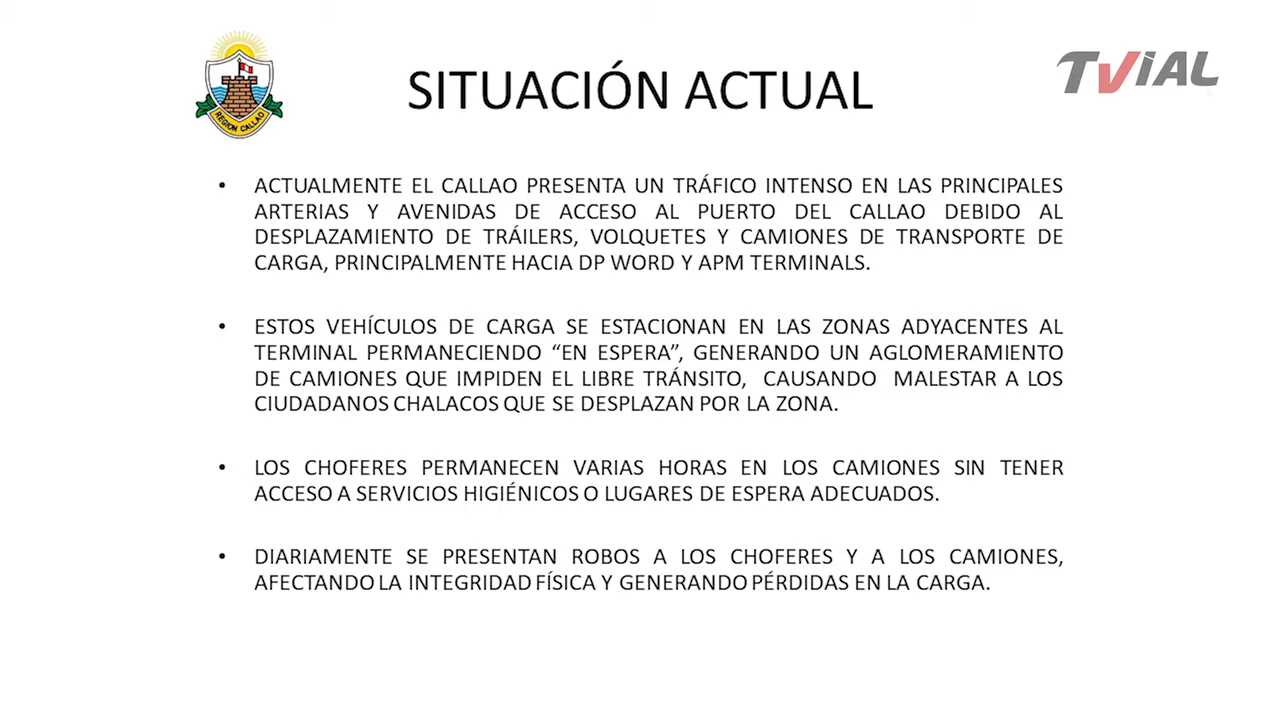 TVIAL
SITUACIÓN ACTUAL
REGION CALLAO
• ACTUALMENTE EL CALLAO PRESENTA UN TRÁFICO INTENSO EN LAS PRINCIPALES
ARTERIAS Y AVENIDAS DE ACCESO AL PUERTO DEL CALLAO DEBIDO AL
DESPLAZAMIENTO DE TRÁILERS, VOLQUETES Y CAMIONES DE TRANSPORTE DE
CARGA, PRINCIPALMENTE HACIA DP WORD Y APM TERMINALS.
• ESTOS VEHÍCULOS DE CARGA SE ESTACIONAN EN LAS ZONAS ADYACENTES AL
TERMINAL PERMANECIENDO “EN ESPERA”, GENERANDO UN AGLOMERAMIENTO
DE CAMIONES QUE IMPIDEN EL LIBRE TRÁNSITO, CAUSANDO MALESTAR A LOS
CIUDADANOS CHALACOS QUE SE DESPLAZAN POR LA ZONA.
• LOS CHOFERES PERMANECEN VARIAS HORAS EN LOS CAMIONES SIN TENER
ACCESO A SERVICIOS HIGIÉNICOS O LUGARES DE ESPERA ADECUADOS.
• DIARIAMENTE SE PRESENTAN ROBOS A LOS CHOFERES Y A LOS CAMIONES,
AFECTANDO LA INTEGRIDAD FÍSICA Y GENERANDO PÉRDIDAS EN LA CARGA.